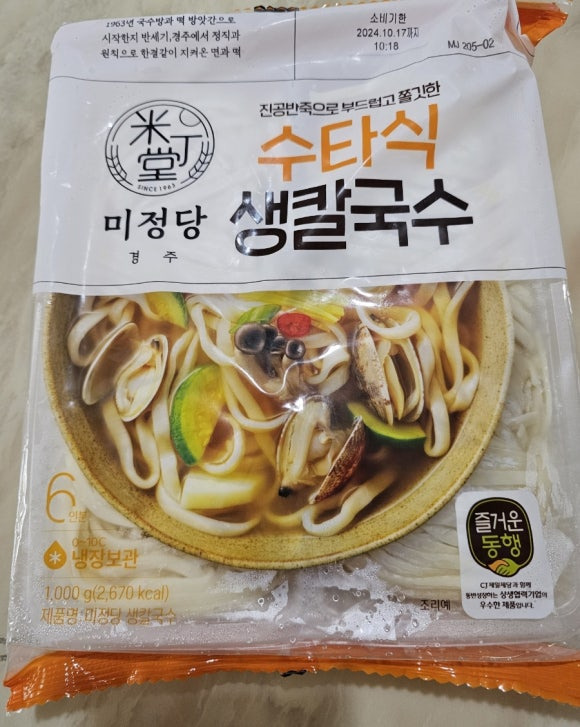 1963년 국수방과 떡 방앗간으로
시작한지 반세기, 경주에서 정직과
원칙으로 한결같이 지켜온 면과 떡
소비기한
2024.10.17까지
10:18
MJ 205-02
진공반죽으로 부드럽고 쫄깃한
수타식
생칼국수
米丁堂
SINCE 1963
미정당
경주
6인분
0~10℃
냉장보관
1,000 g(2,670 kcal)
제품명 미정당 생칼국수
조리예
즐거운
동행
CJ 제일제당과 함께
동반성장하는 상생협력기업의
우수한 제품입니다.